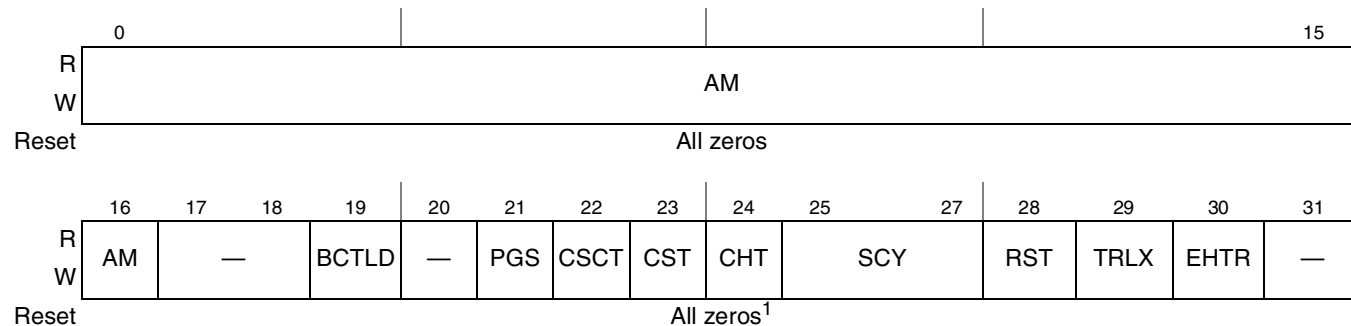 0 15
R
AM
W
Reset All zeros
16 17 18 19 20 21 22 23 24 25 27 28 29 30 31
R
AM — BCTLD — PGS CSCT CST CHT SCY RST TRLX EHTR —
W
Reset All zeros1